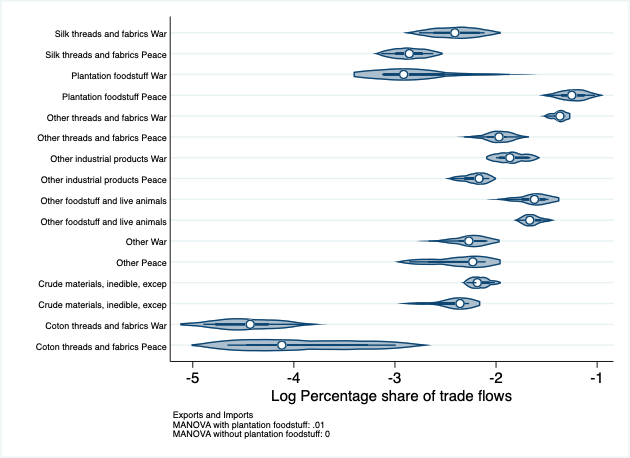 Silk threads and fabrics War
Silk threads and fabrics Peace
Plantation foodstuff War
Plantation foodstuff Peace
Other threads and fabrics War
Other threads and fabrics Peace
Other industrial products War
Other industrial products Peace
Other foodstuff and live animals
Other foodstuff and live animals
Other War
Other Peace
Crude materials, inedible, excep
Crude materials, inedible, excep
Coton threads and fabrics War
Coton threads and fabrics Peace
-5 -4 -3 -2 -1
Log Percentage share of trade flows
Exports and Imports
MANOVA with plantation foodstuff: .01
MANOVA without plantation foodstuff: 0